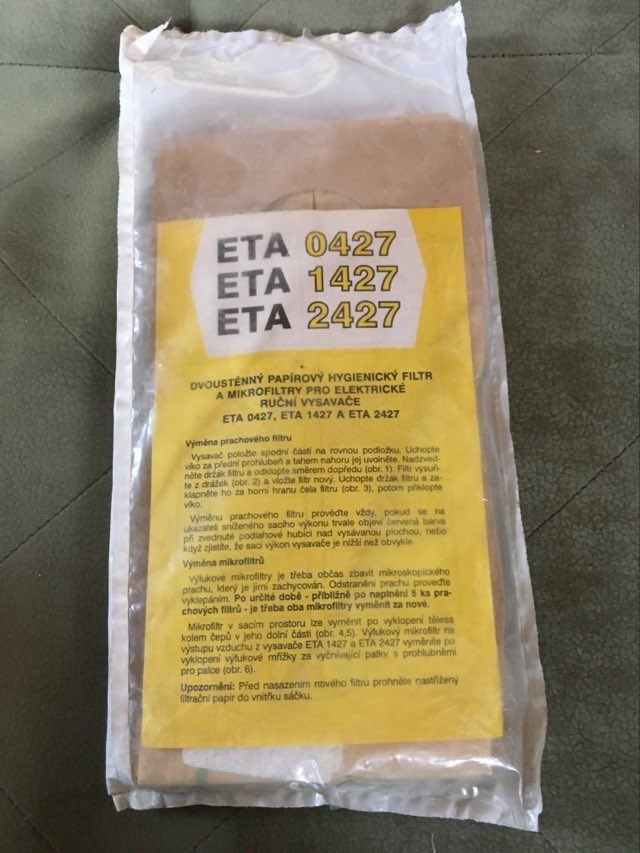 ETA 0427
ETA 1427
ETA 2427
DVOUSTĚNNÝ PAPÍROVÝ HYGIENICKÝ FILTR
A MIKROFILTRY PRO ELEKTRICKÉ
RUČNÍ VYSAVAČE
ETA 0427, ETA 1427 A ETA 2427
Výměna prachového filtru
Vysavač položte spodní částí na rovnou podložku. Uchopte
víko za přední prohlubeň a tahem nahoru jej uvolněte. Nadzved-
něte držák filtru a odklopte směrem dopředu (obr. 1). Filtr vysuň-
te z drážek (obr. 2) a vložte filtr nový. Uchopte držák filtru a za-
klapněte ho za horní hranu čela filtru (obr. 3), potom přiklopte
víko.
Výměnu prachového filtru proveďte vždy, pokud se na
ukazateli sníženého sacího výkonu trvale objeví červená barva
při zvednuté podlahové hubici nad vysávanou plochou, nebo
když zjistíte, že sací výkon vysavače je nižší než obvykle.
Výměna mikrofiltrů
Výfukové mikrofiltry je třeba občas zbavit mikroskopického
prachu, který je jimi zachycován. Odstranění prachu proveďte
vyklepáním. Po určité době - přibližně po naplnění 5 ks pra-
chových filtrů - je třeba oba mikrofiltry vyměnit za nové.
Mikrofiltr v sacím prostoru lze vyměnit po vyklopení tělesa
kolem čepů v jeho dolní části (obr. 4,5). Výfukový mikrofiltr na
výstupu vzduchu z vysavače ETA 1427 a ETA 2427 vyměníte po
vyklopení výfukové mřížky za vyčnívající patky s prohlubněmi
pro palce (obr. 6).
Upozornění: Před nasazením nového filtru prohněte nastřižený
filtrační papír do vnitřku sáčku.